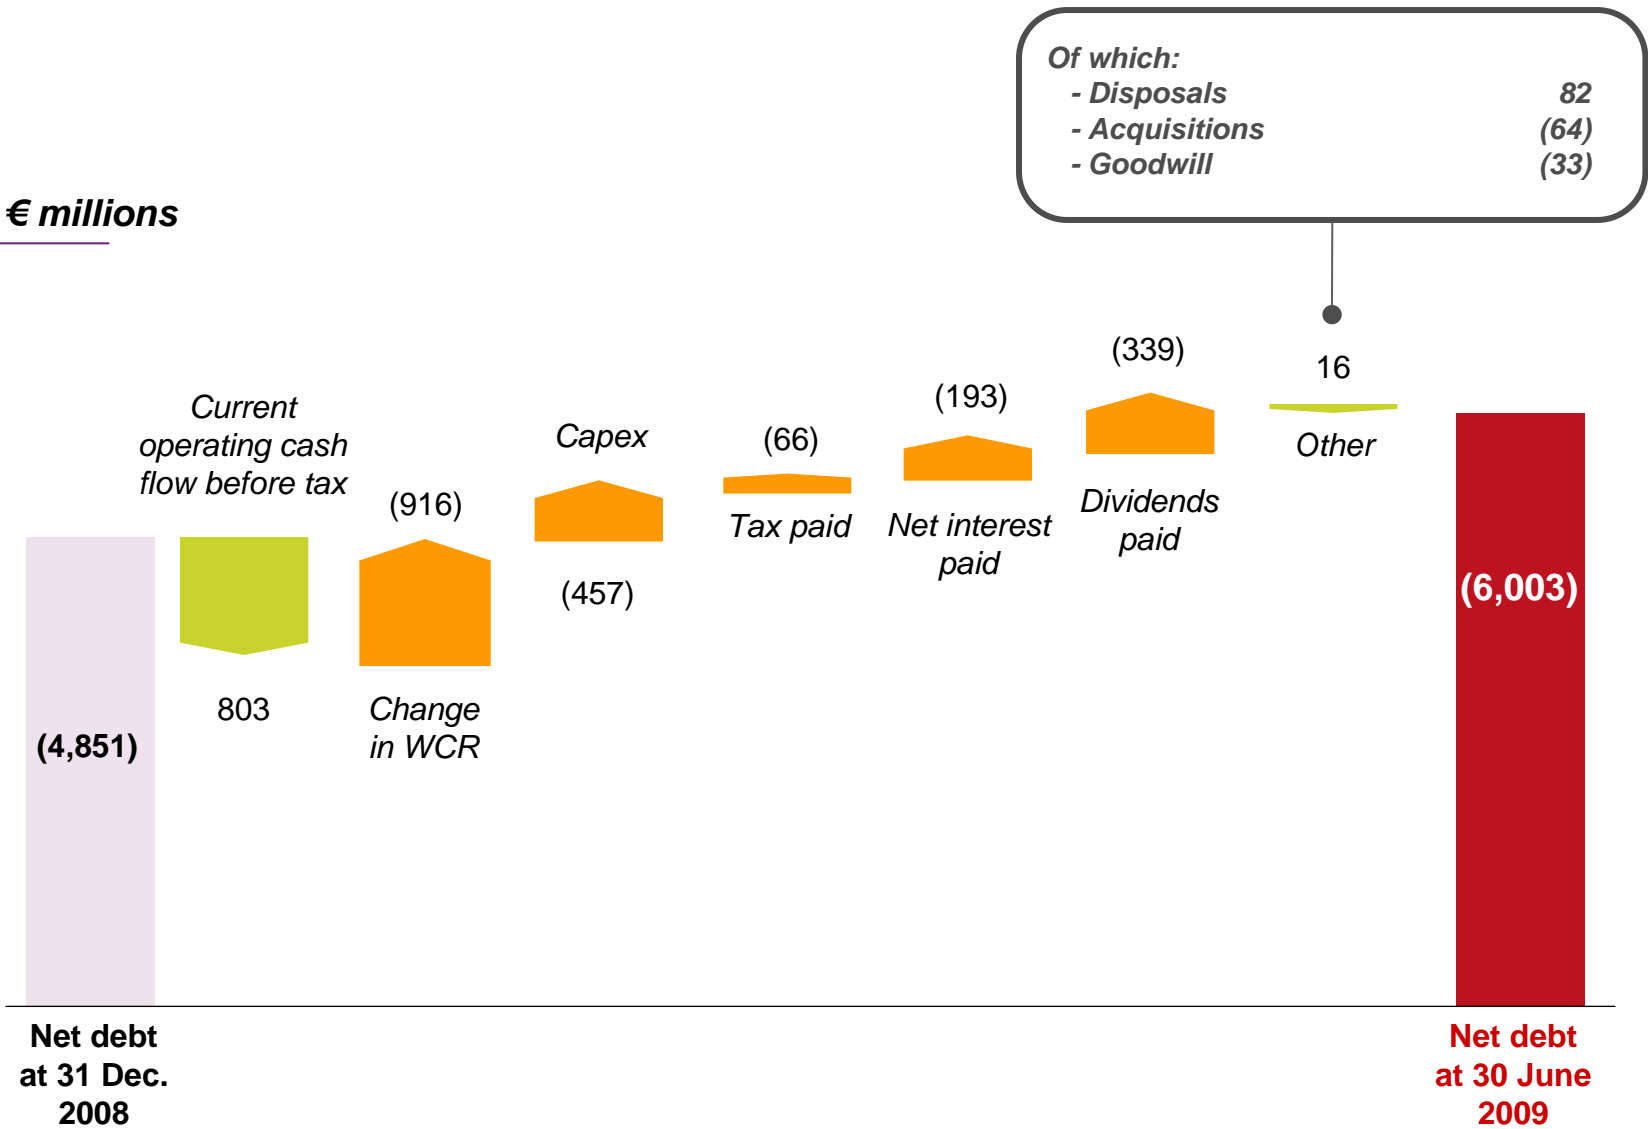 Of which:
- Disposals 82
- Acquisitions (64)
- Goodwill (33)
€ millions
(4,851)
Current
operating cash
flow before tax
803
(916)
Change
in WCR
Capex
(457)
(66)
Tax paid
(193)
Net interest
paid
(339)
Dividends
paid
16
Other
(6,003)
Net debt
at 31 Dec.
2008
Net debt
at 30 June
2009